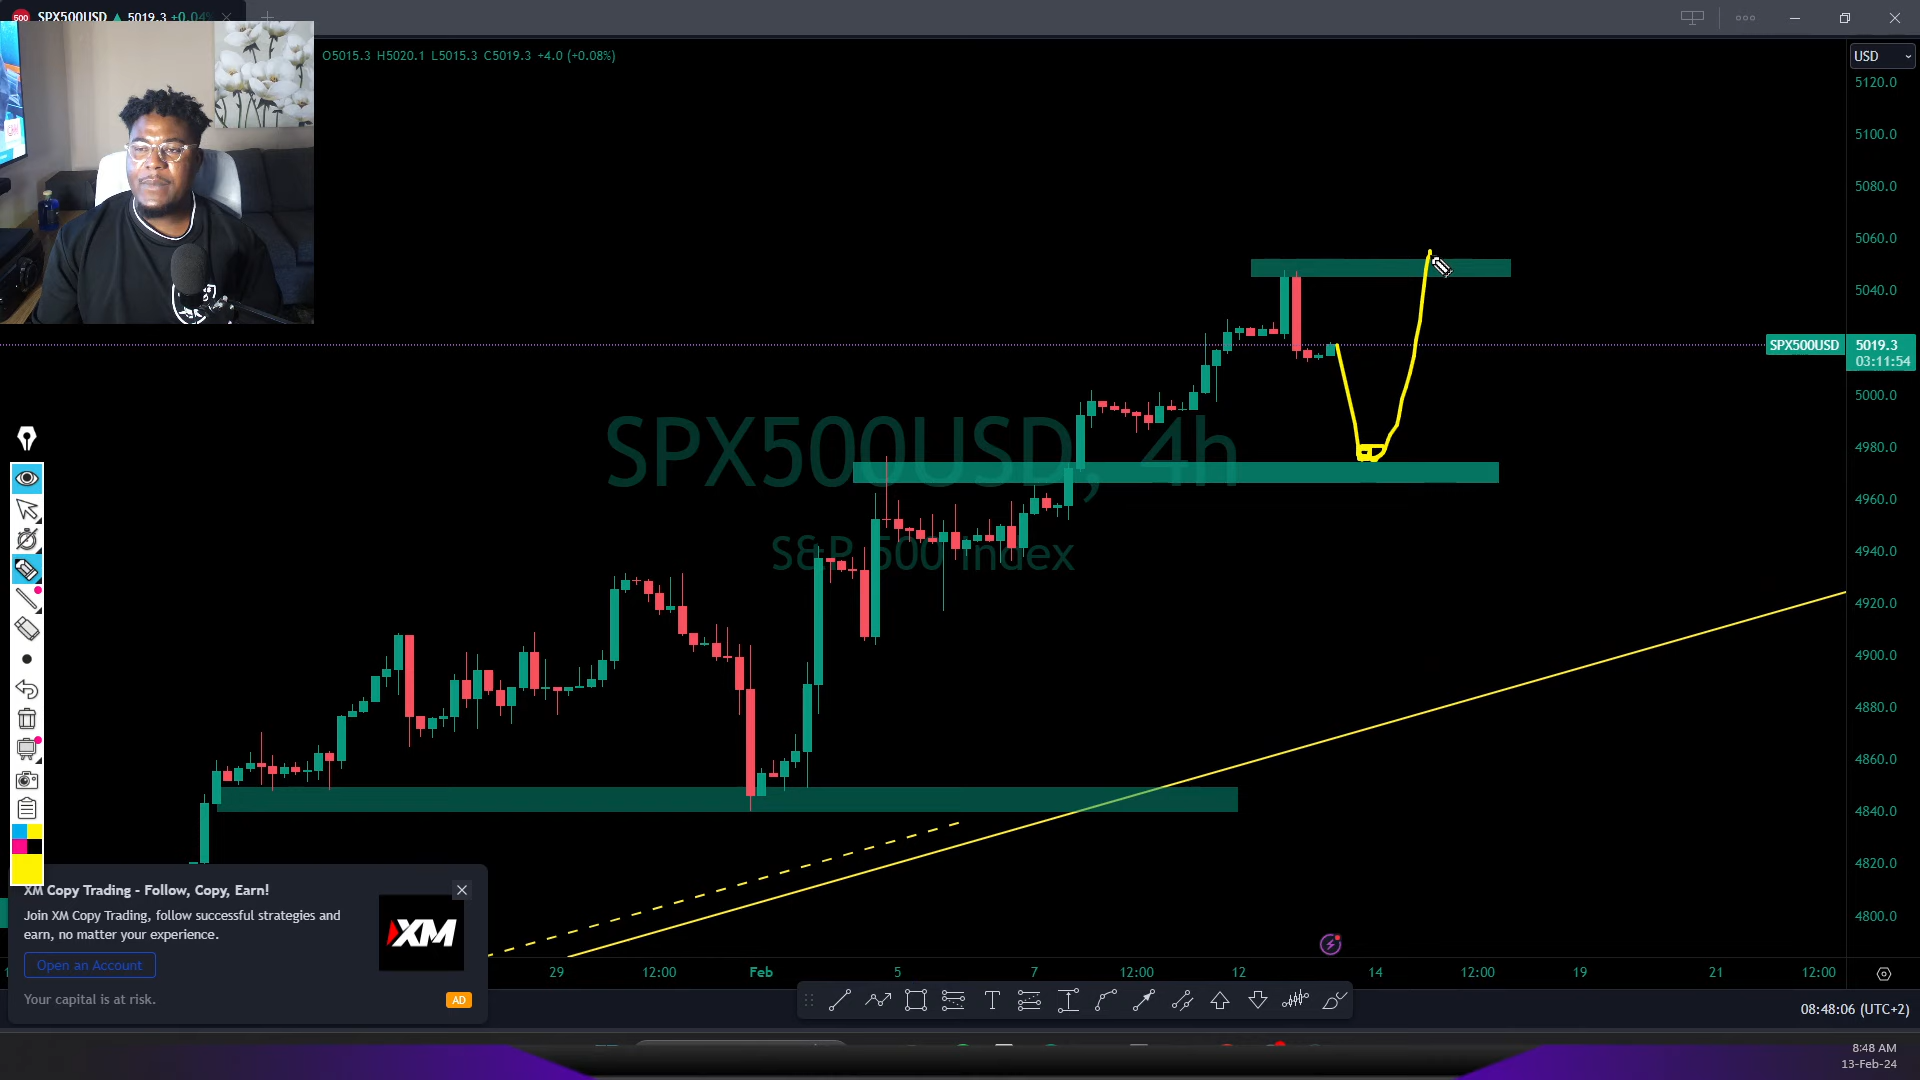 SPX500USD ▲ 5019.3 +0.04%
O5015.3 H5020.1 L5015.3 C5019.3 +4.0 (+0.08%)
USD
5120.0
5100.0
5080.0
5060.0
5040.0
SPX500USD 5019.3
03:11:54
5000.0
4980.0
4960.0
4940.0
4920.0
4900.0
4880.0
4860.0
4840.0
4820.0
4800.0
SPX500USD, 4h
S&P 500 Index
XM Copy Trading - Follow, Copy, Earn!
Join XM Copy Trading, follow successful strategies and
earn, no matter your experience.
Open an Account
Your capital is at risk.
AD
XM
29 12:00 Feb 5 7 12:00 12 14 12:00 19 21 12:00
08:48:06 (UTC+2)
8:48 AM
13-Feb-24